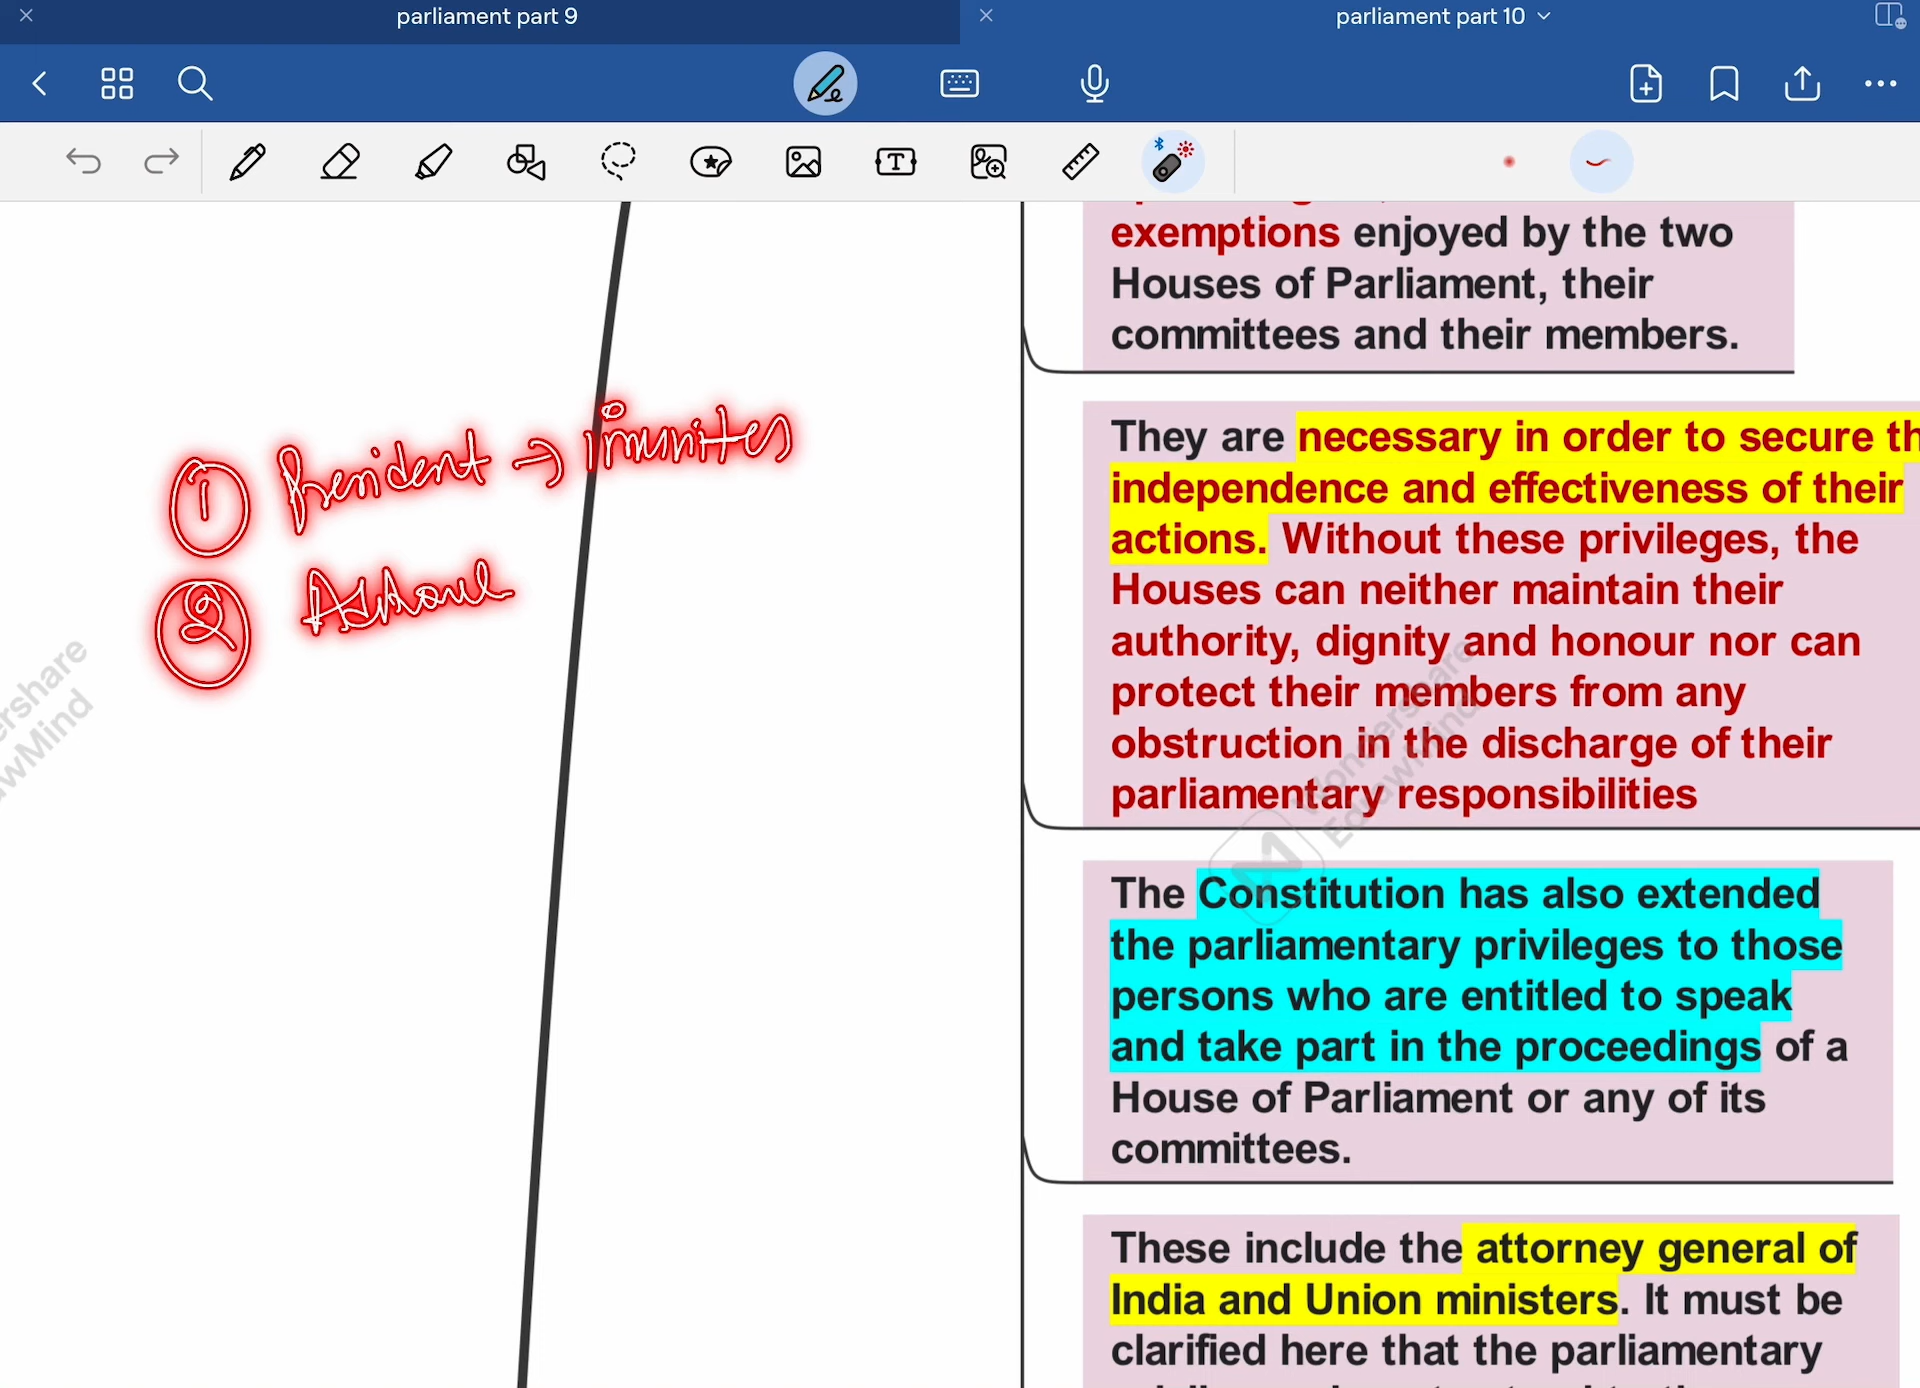 parliament part 9
parliament part 10
exemptions enjoyed by the two
Houses of Parliament, their
committees and their members.
① President → imunites
②
They are necessary in order to secure th
independence and effectiveness of their
actions. Without these privileges, the
Houses can neither maintain their
authority, dignity and honour nor can
protect their members from any
obstruction in the discharge of their
parliamentary responsibilities
The Constitution has also extended
the parliamentary privileges to those
persons who are entitled to speak
and take part in the proceedings of a
House of Parliament or any of its
committees.
These include the attorney general of
India and Union ministers. It must be
clarified here that the parliamentary
Wondershare
EdrawMind